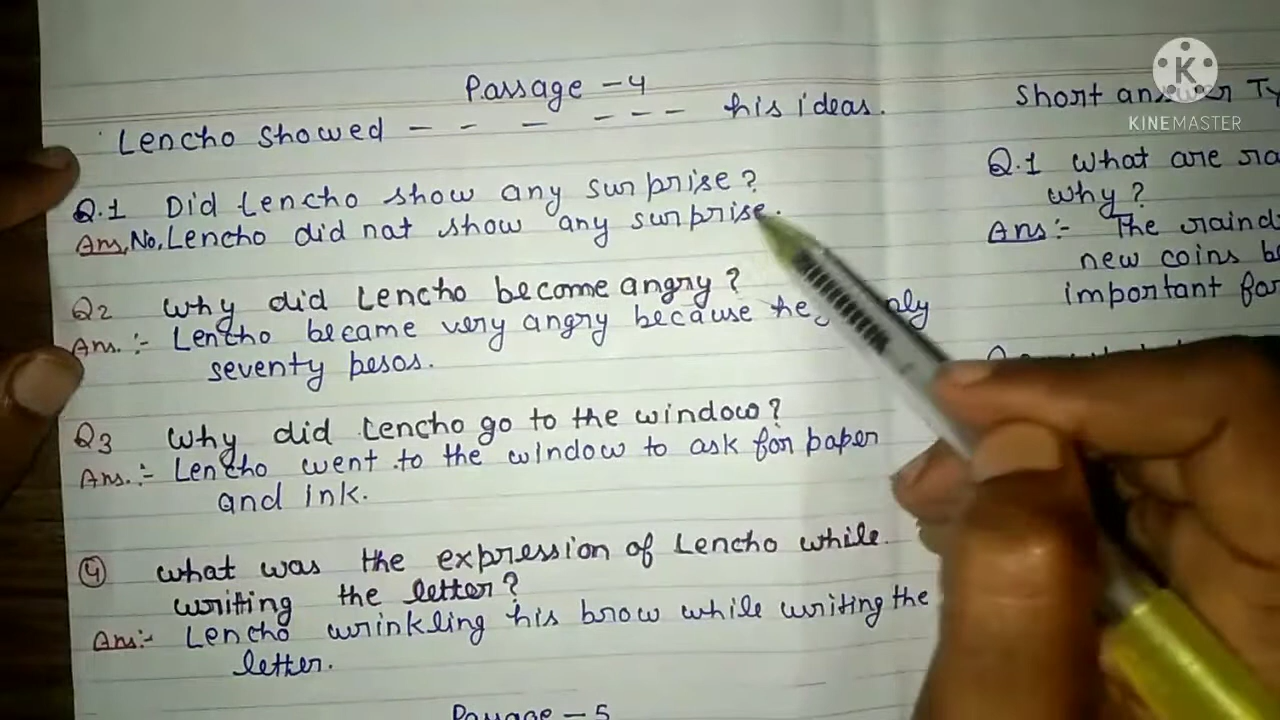 Passage - 4
Lencho showed - - - - - - his ideas.
Q.1 Did Lencho show any surprise?
Ans, No, Lencho did not show any surprise.
Q2 Why did Lencho become angry?
Ans. :- Lencho became very angry because he
seventy pesos.
Q3 Why did Lencho go to the window?
Ans. :- Lencho went to the window to ask for paper
and ink.
4 What was the expression of Lencho while
writing the letter?
Ans :- Lencho wrinkling his brow while writing the
letter.
Passage - 5
Short answer
Q.1 What are
why?
Ans :- The
new coins
important for
K
KINEMASTER